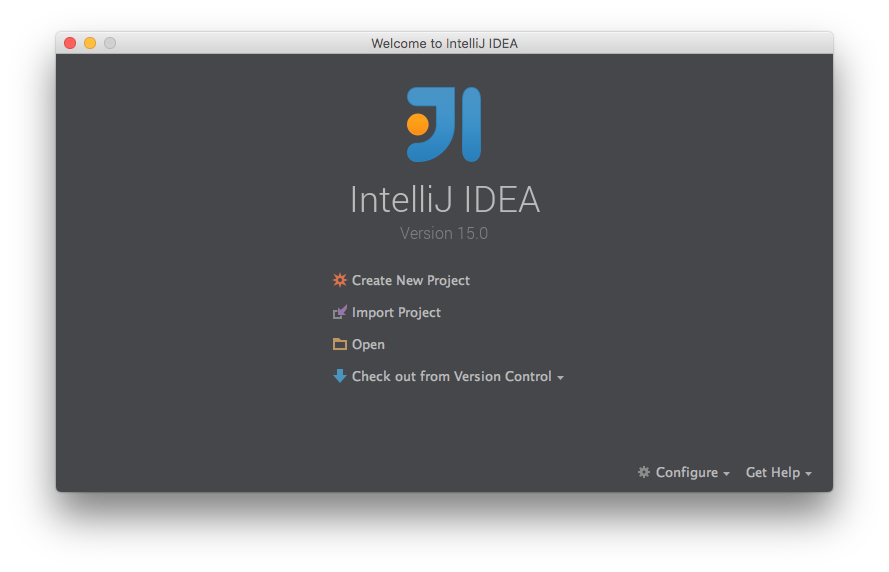 Welcome to IntelliJ IDEA
IntelliJ IDEA
Version 15.0
Create New Project
Import Project
Open
Check out from Version Control
Configure Get Help